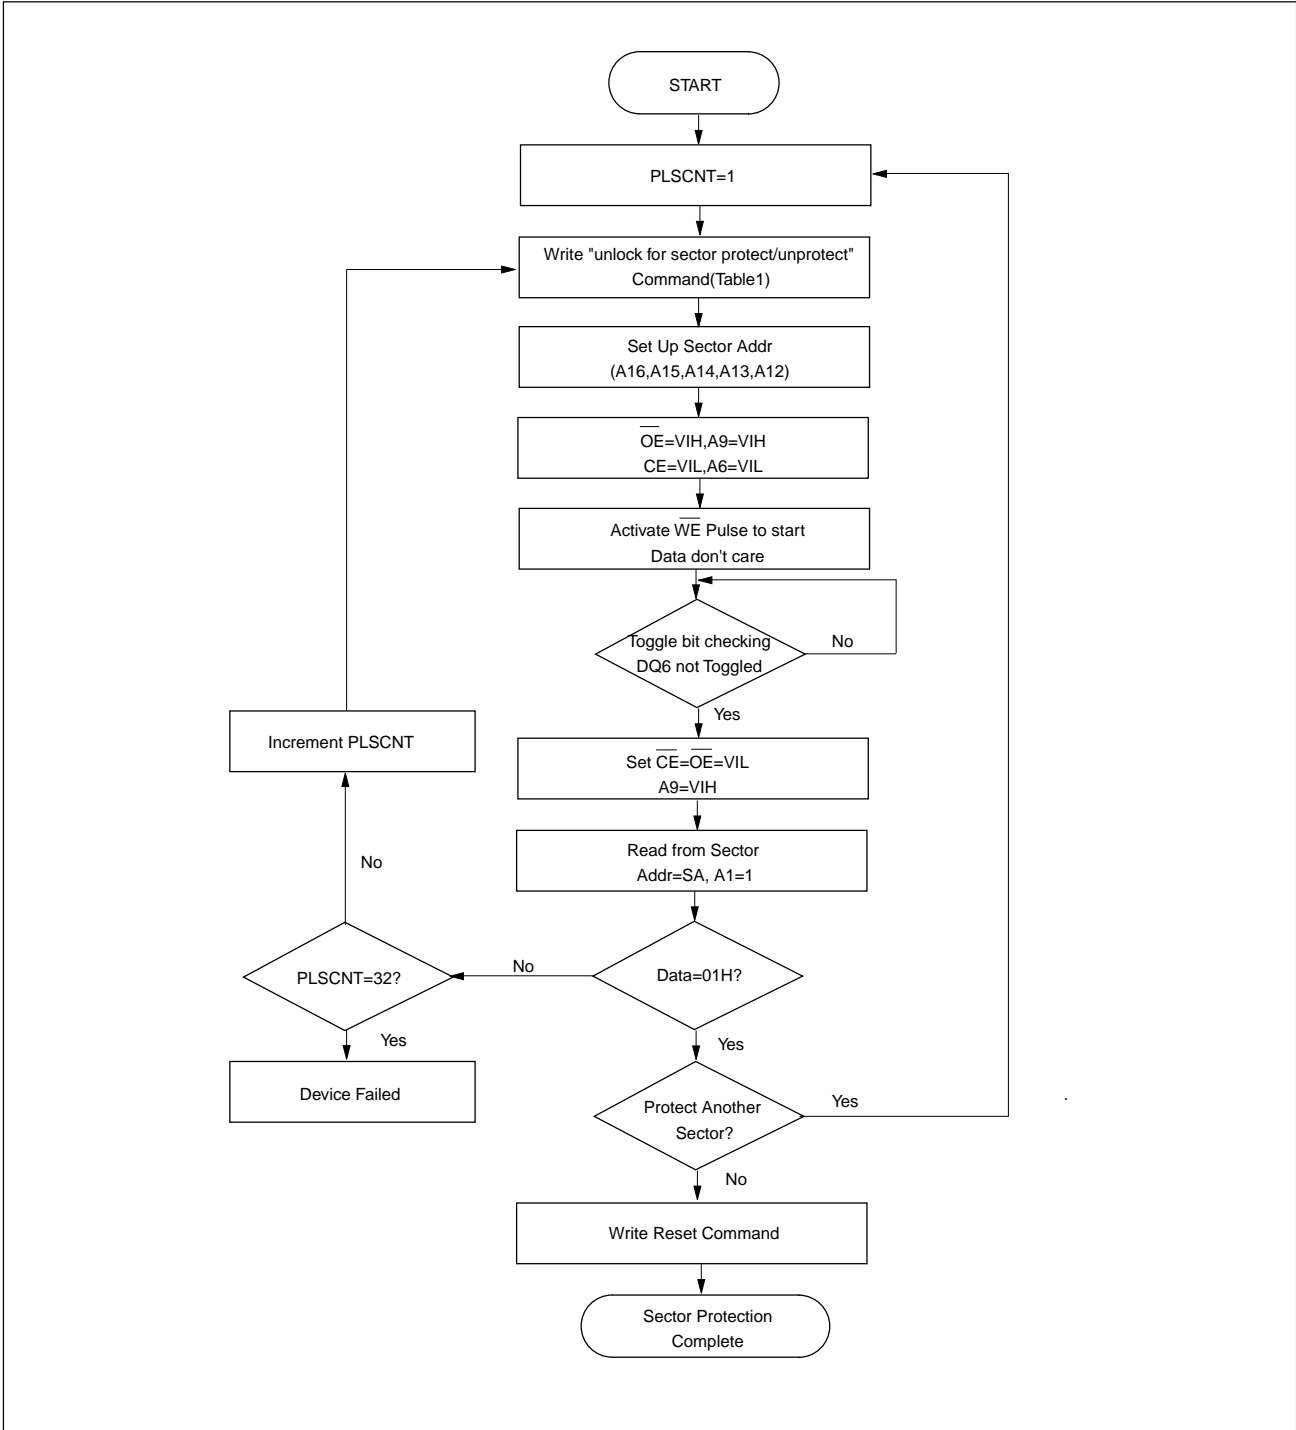 START
PLSCNT=1
Write "unlock for sector protect/unprotect"
Command(Table1)
Set Up Sector Addr
(A16,A15,A14,A13,A12)
OE=VIH,A9=VIH
CE=VIL,A6=VIL
Activate WE Pulse to start
Data don't care
Toggle bit checking
DQ6 not Toggled
No
Yes
Increment PLSCNT
Set CE=OE=VIL
A9=VIH
Read from Sector
Addr=SA, A1=1
No
PLSCNT=32?
No
Data=01H?
Yes
Yes
Device Failed
Protect Another
Sector?
Yes
No
Write Reset Command
Sector Protection
Complete